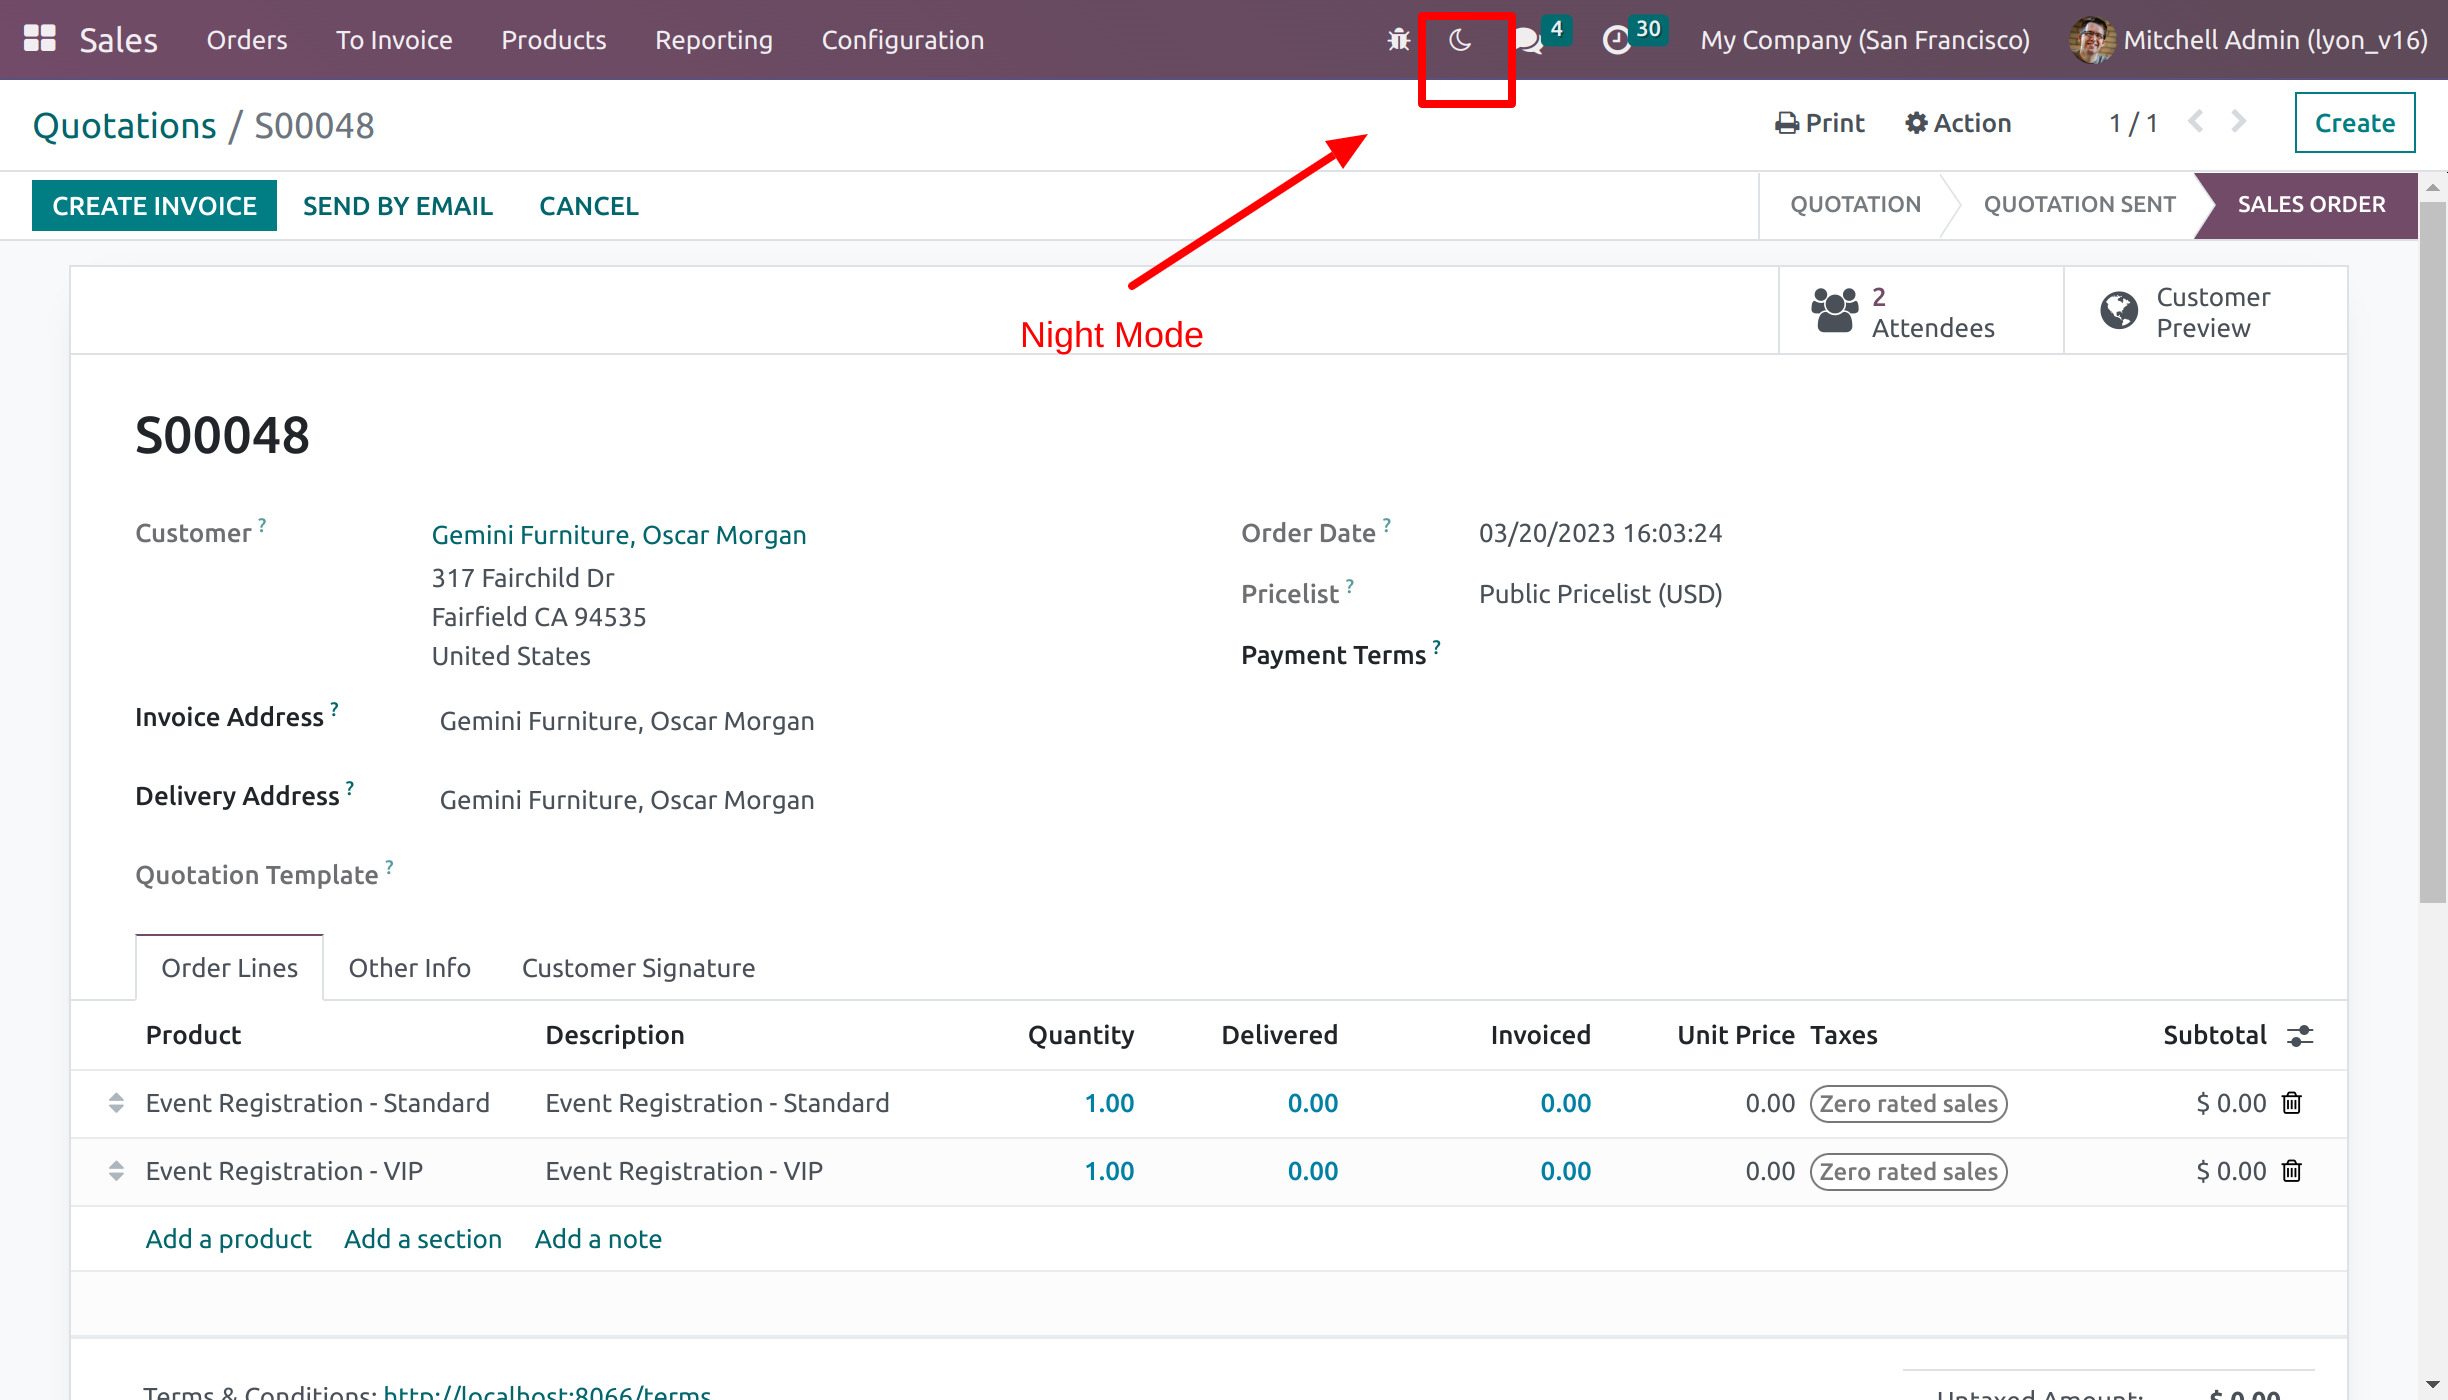 Sales Orders To Invoice Products Reporting Configuration 4 30 My Company (San Francisco) Mitchell Admin (lyon_v16)
Quotations / S00048 Print Action 1 / 1 Create
CREATE INVOICE SEND BY EMAIL CANCEL QUOTATION QUOTATION SENT SALES ORDER
2 Attendees
Customer Preview
Night Mode
S00048
Customer ? Gemini Furniture, Oscar Morgan
317 Fairchild Dr
Fairfield CA 94535
United States
Order Date ? 03/20/2023 16:03:24
Pricelist ? Public Pricelist (USD)
Payment Terms ?
Invoice Address ? Gemini Furniture, Oscar Morgan
Delivery Address ? Gemini Furniture, Oscar Morgan
Quotation Template ?
Order Lines Other Info Customer Signature
Product Description Quantity Delivered Invoiced Unit Price Taxes Subtotal
Event Registration - Standard Event Registration - Standard 1.00 0.00 0.00 0.00 Zero rated sales $ 0.00
Event Registration - VIP Event Registration - VIP 1.00 0.00 0.00 0.00 Zero rated sales $ 0.00
Add a product Add a section Add a note
Terms & Conditions: http://localhost:8066/terms
Untaxed Amount: $ 0.00